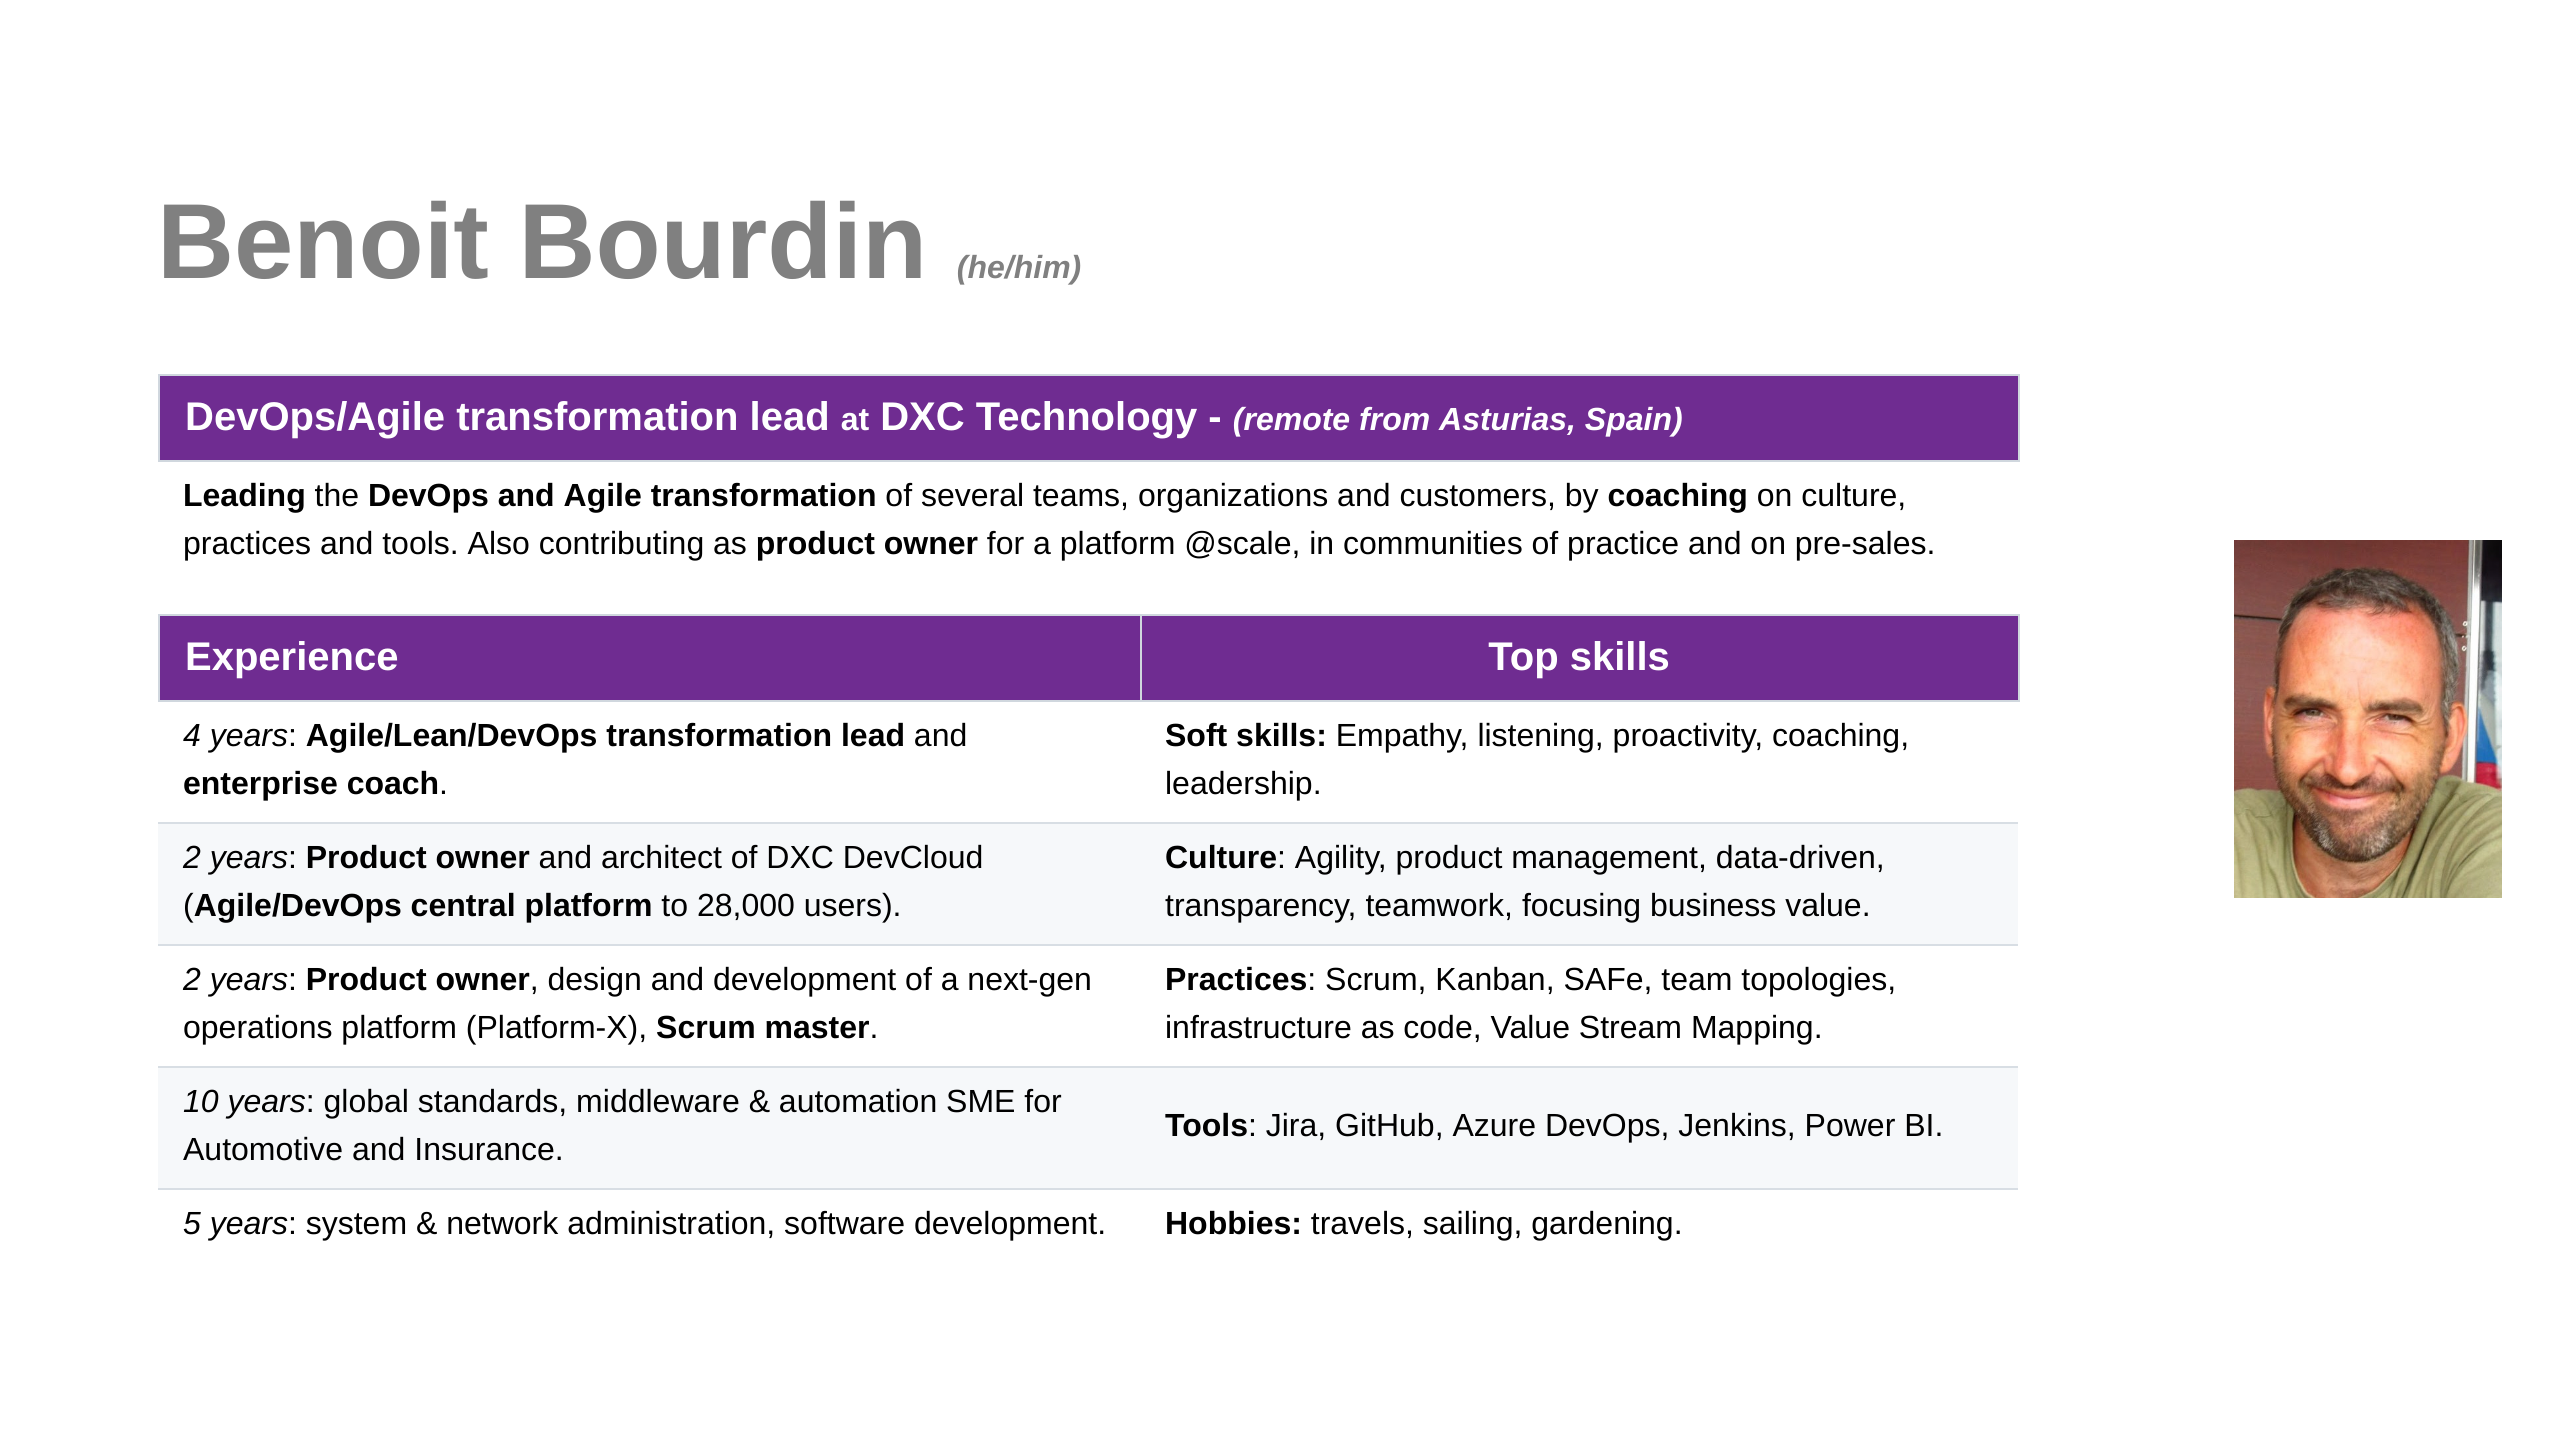 Benoit Bourdin (he/him)
DevOps/Agile transformation lead at DXC Technology - (remote from Asturias, Spain)
Leading the DevOps and Agile transformation of several teams, organizations and customers, by coaching on culture,
practices and tools. Also contributing as product owner for a platform @scale, in communities of practice and on pre-sales.
Experience
Top skills
4 years: Agile/Lean/DevOps transformation lead and
enterprise coach.
Soft skills: Empathy, listening, proactivity, coaching,
leadership.
2 years: Product owner and architect of DXC DevCloud
(Agile/DevOps central platform to 28,000 users).
Culture: Agility, product management, data-driven,
transparency, teamwork, focusing business value.
2 years: Product owner, design and development of a next-gen
operations platform (Platform-X), Scrum master.
Practices: Scrum, Kanban, SAFe, team topologies,
infrastructure as code, Value Stream Mapping.
10 years: global standards, middleware & automation SME for
Automotive and Insurance.
Tools: Jira, GitHub, Azure DevOps, Jenkins, Power BI.
5 years: system & network administration, software development.
Hobbies: travels, sailing, gardening.